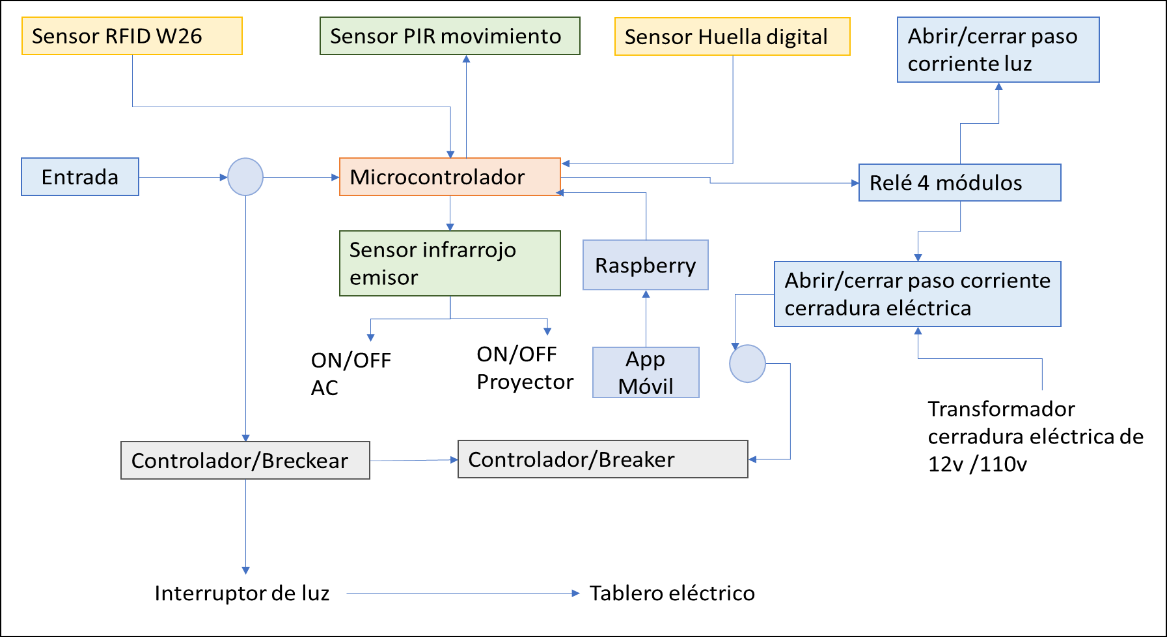 Sensor RFID W26
Sensor PIR movimiento
Sensor Huella digital
Abrir/cerrar paso
corriente luz
Entrada
Microcontrolador
Relé 4 módulos
Sensor infrarrojo
emisor
Raspberry
Abrir/cerrar paso corriente
cerradura eléctrica
ON/OFF
AC
ON/OFF
Proyector
App
Móvil
Transformador
cerradura eléctrica de
12v /110v
Controlador/Breckear
Controlador/Breaker
Interruptor de luz
Tablero eléctrico